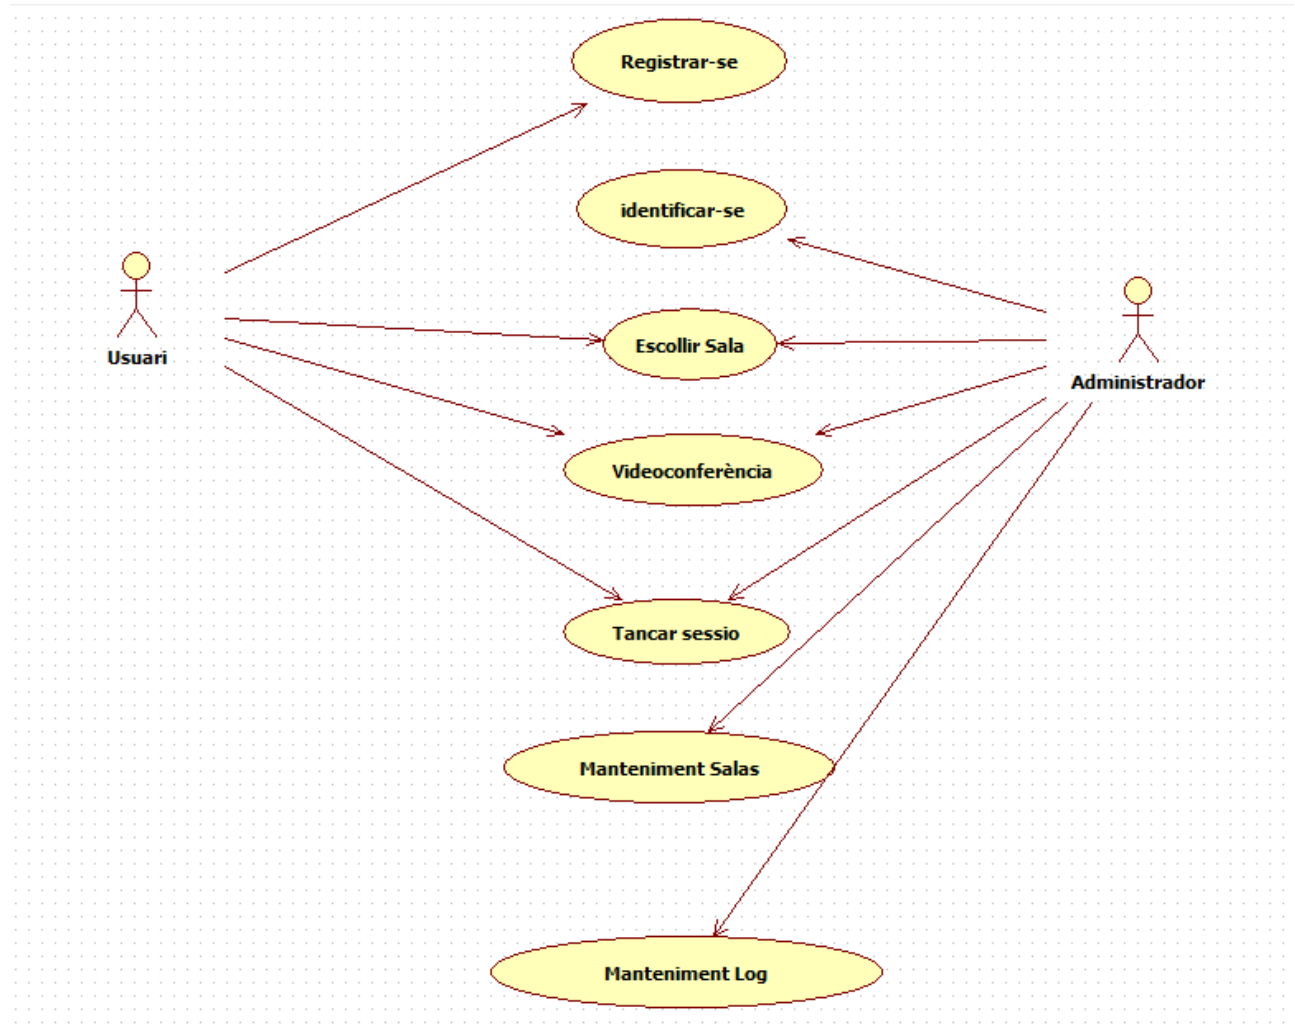 Registrar-se
identificar-se
Usuari
Escollir Sala
Administrador
Videoconferència
Tancar sessio
Manteniment Salas
Manteniment Log